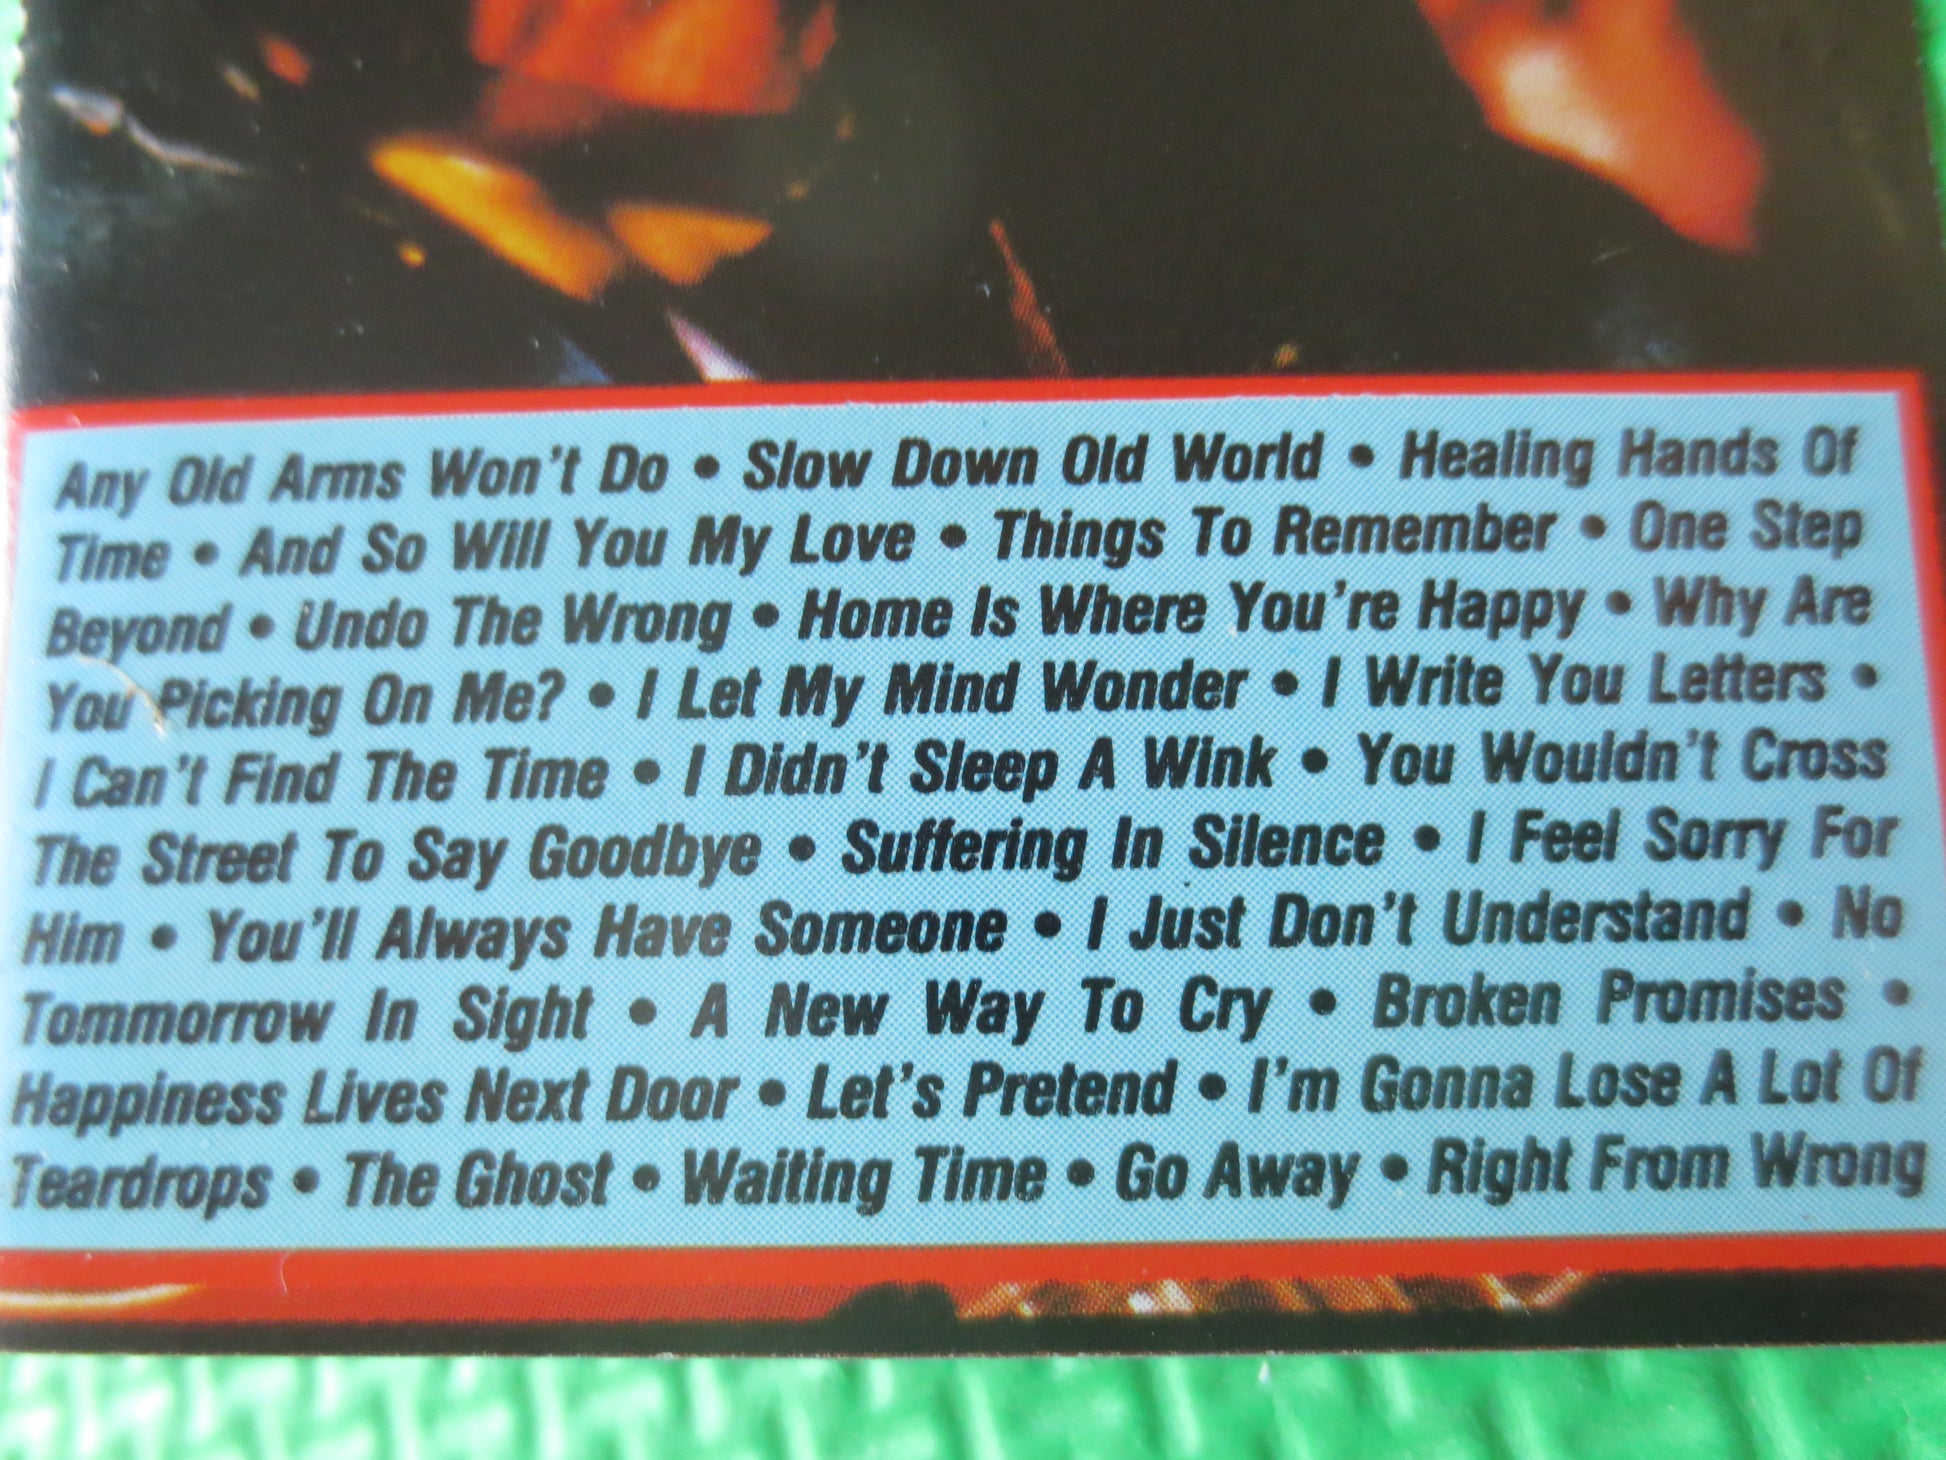 Any Old Arms Won't Do • Slow Down Old World • Healing Hands Of
Time • And So Will You My Love • Things To Remember • One Step
Beyond • Undo The Wrong • Home Is Where You're Happy • Why Are
You Picking On Me? • I Let My Mind Wonder • I Write You Letters •
I Can't Find The Time • I Didn't Sleep A Wink • You Wouldn't Cross
The Street To Say Goodbye • Suffering In Silence • I Feel Sorry For
Him • You'll Always Have Someone • I Just Don't Understand • No
Tommorrow In Sight • A New Way To Cry • Broken Promises •
Happiness Lives Next Door • Let's Pretend • I'm Gonna Lose A Lot Of
Teardrops • The Ghost • Waiting Time • Go Away • Right From Wrong